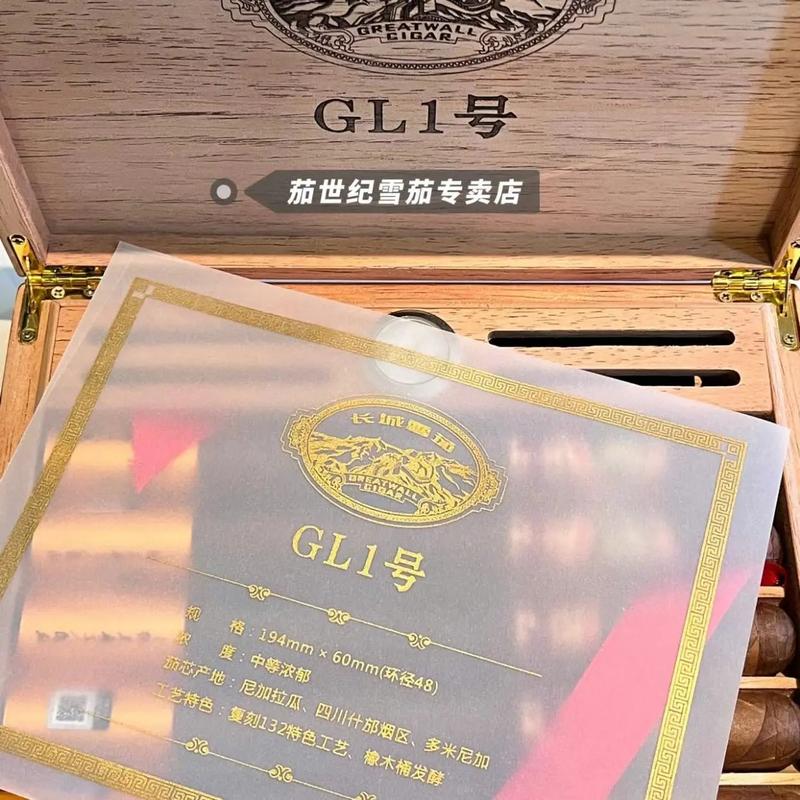 GREATWALL
CIGAR
GL1号
茄世纪雪茄专卖店
长城雪茄
GREATWALL
CIGAR
GL1号
规 格：194mm × 60mm(环径48)
浓 度：中等浓郁
茄芯产地：尼加拉瓜、四川什邡烟区、多米尼加
工艺特色：复刻132特色工艺、橡木桶发酵